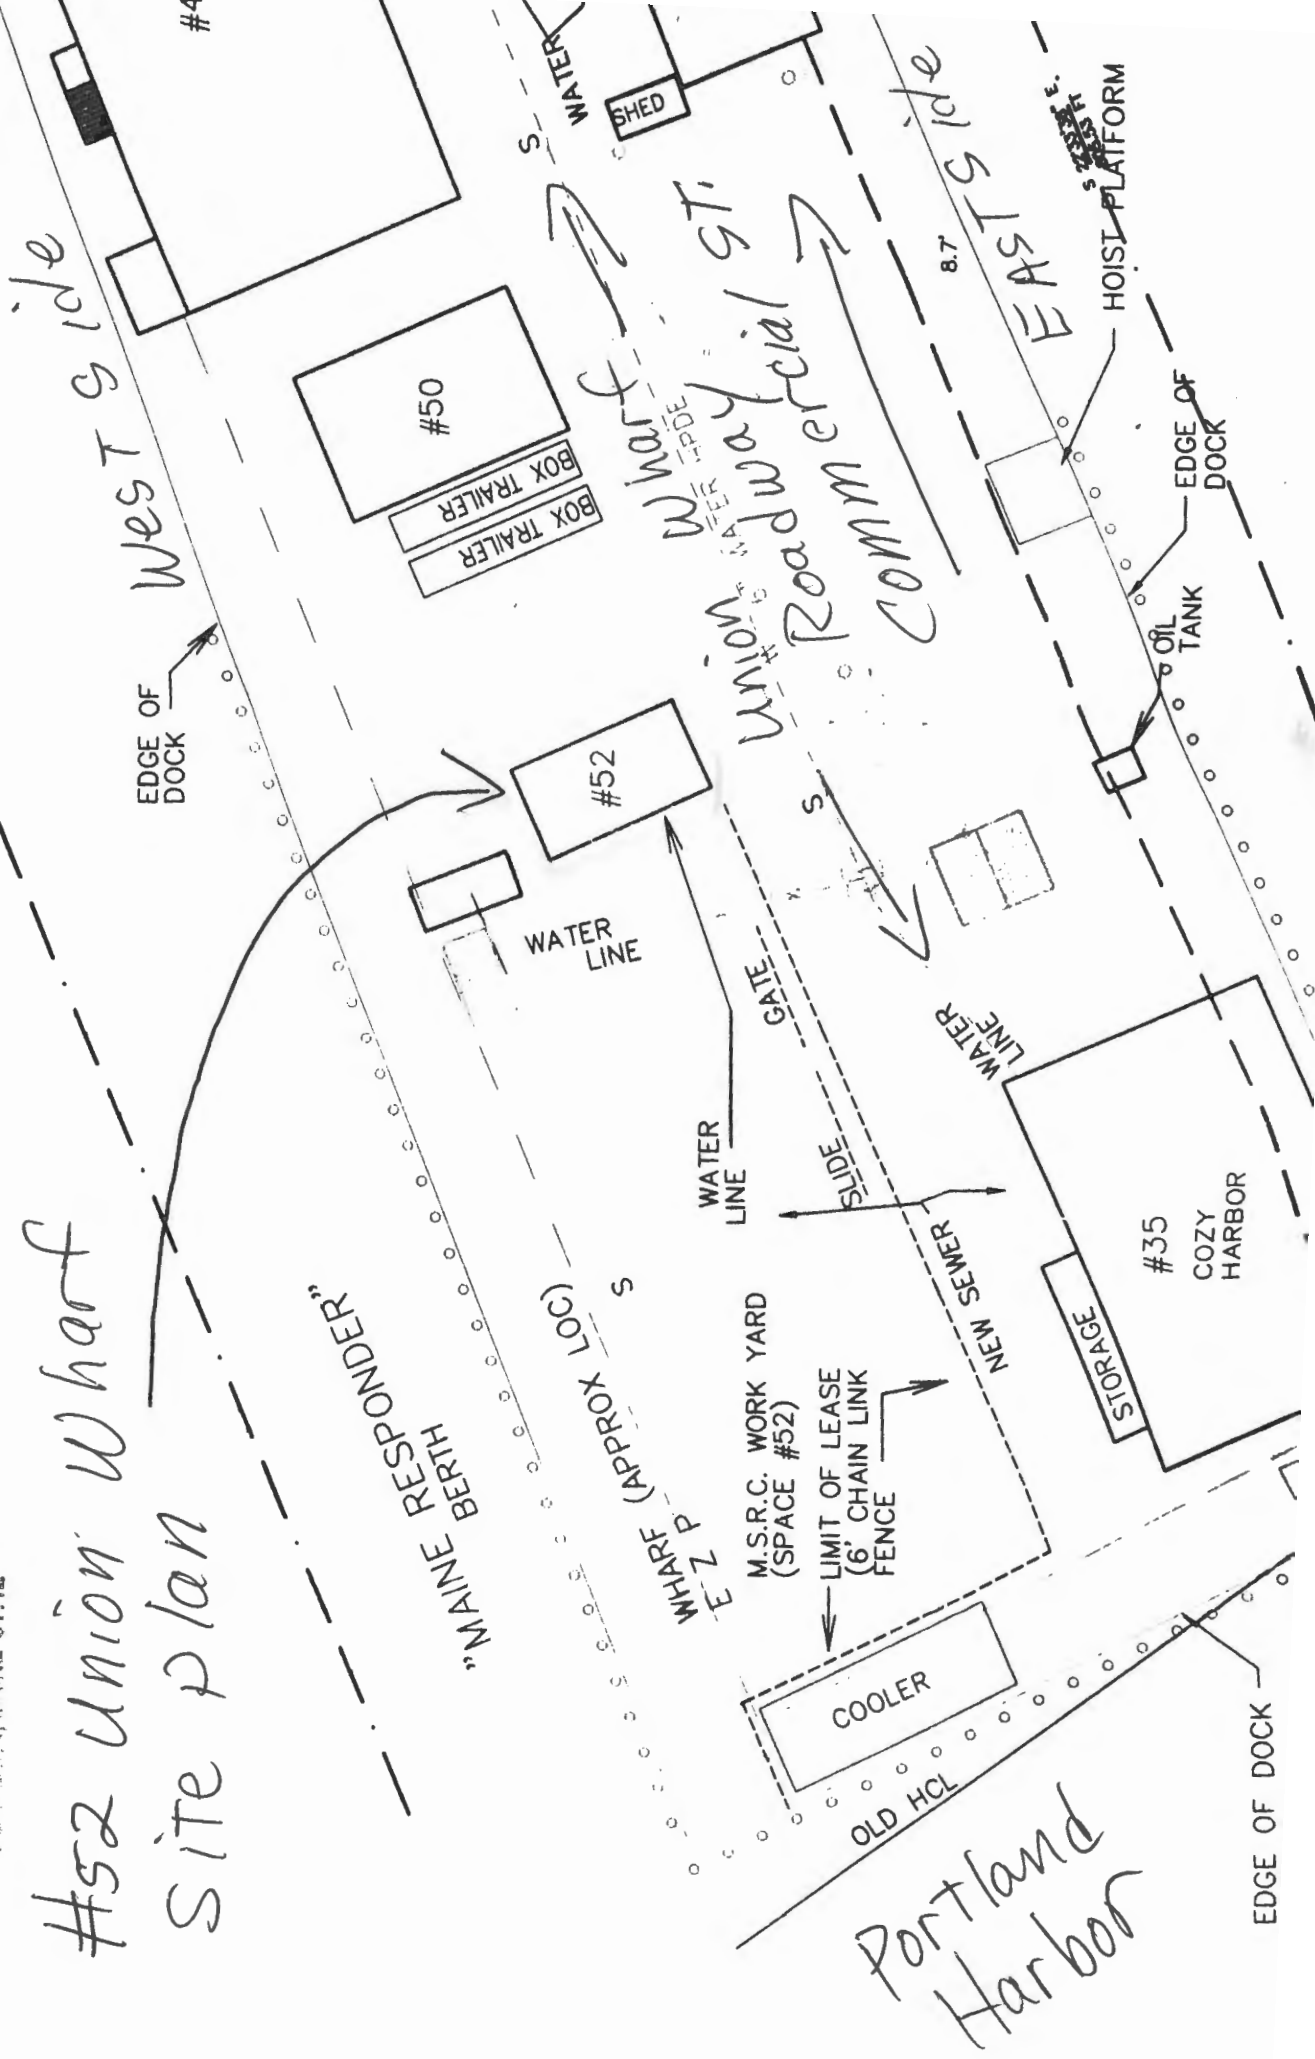 #52 Union Wharf
Site plan
West Side
EDGE OF
DOCK
"MAINE RESPONDER"
BERTH
WHARF (APPROX LOC)
E Z P
S
#4
#50
BOX TRAILER
BOX TRAILER
#52
WATER
LINE
WATER
LINE
WATER
S
SHED
Union Wharf
Roadway
Commercial ST.
S
GATE
SLIDE
NEW SEWER
M.S.R.C. WORK YARD
(SPACE #52)
LIMIT OF LEASE
(6' CHAIN LINK
FENCE
COOLER
OLD HCL
STORAGE
#35
COZY
HARBOR
WATER
LINE
OIL
TANK
EDGE OF
DOCK
HOIST PLATFORM
8.7'
EAST Side
EDGE OF DOCK
Portland
Harbor